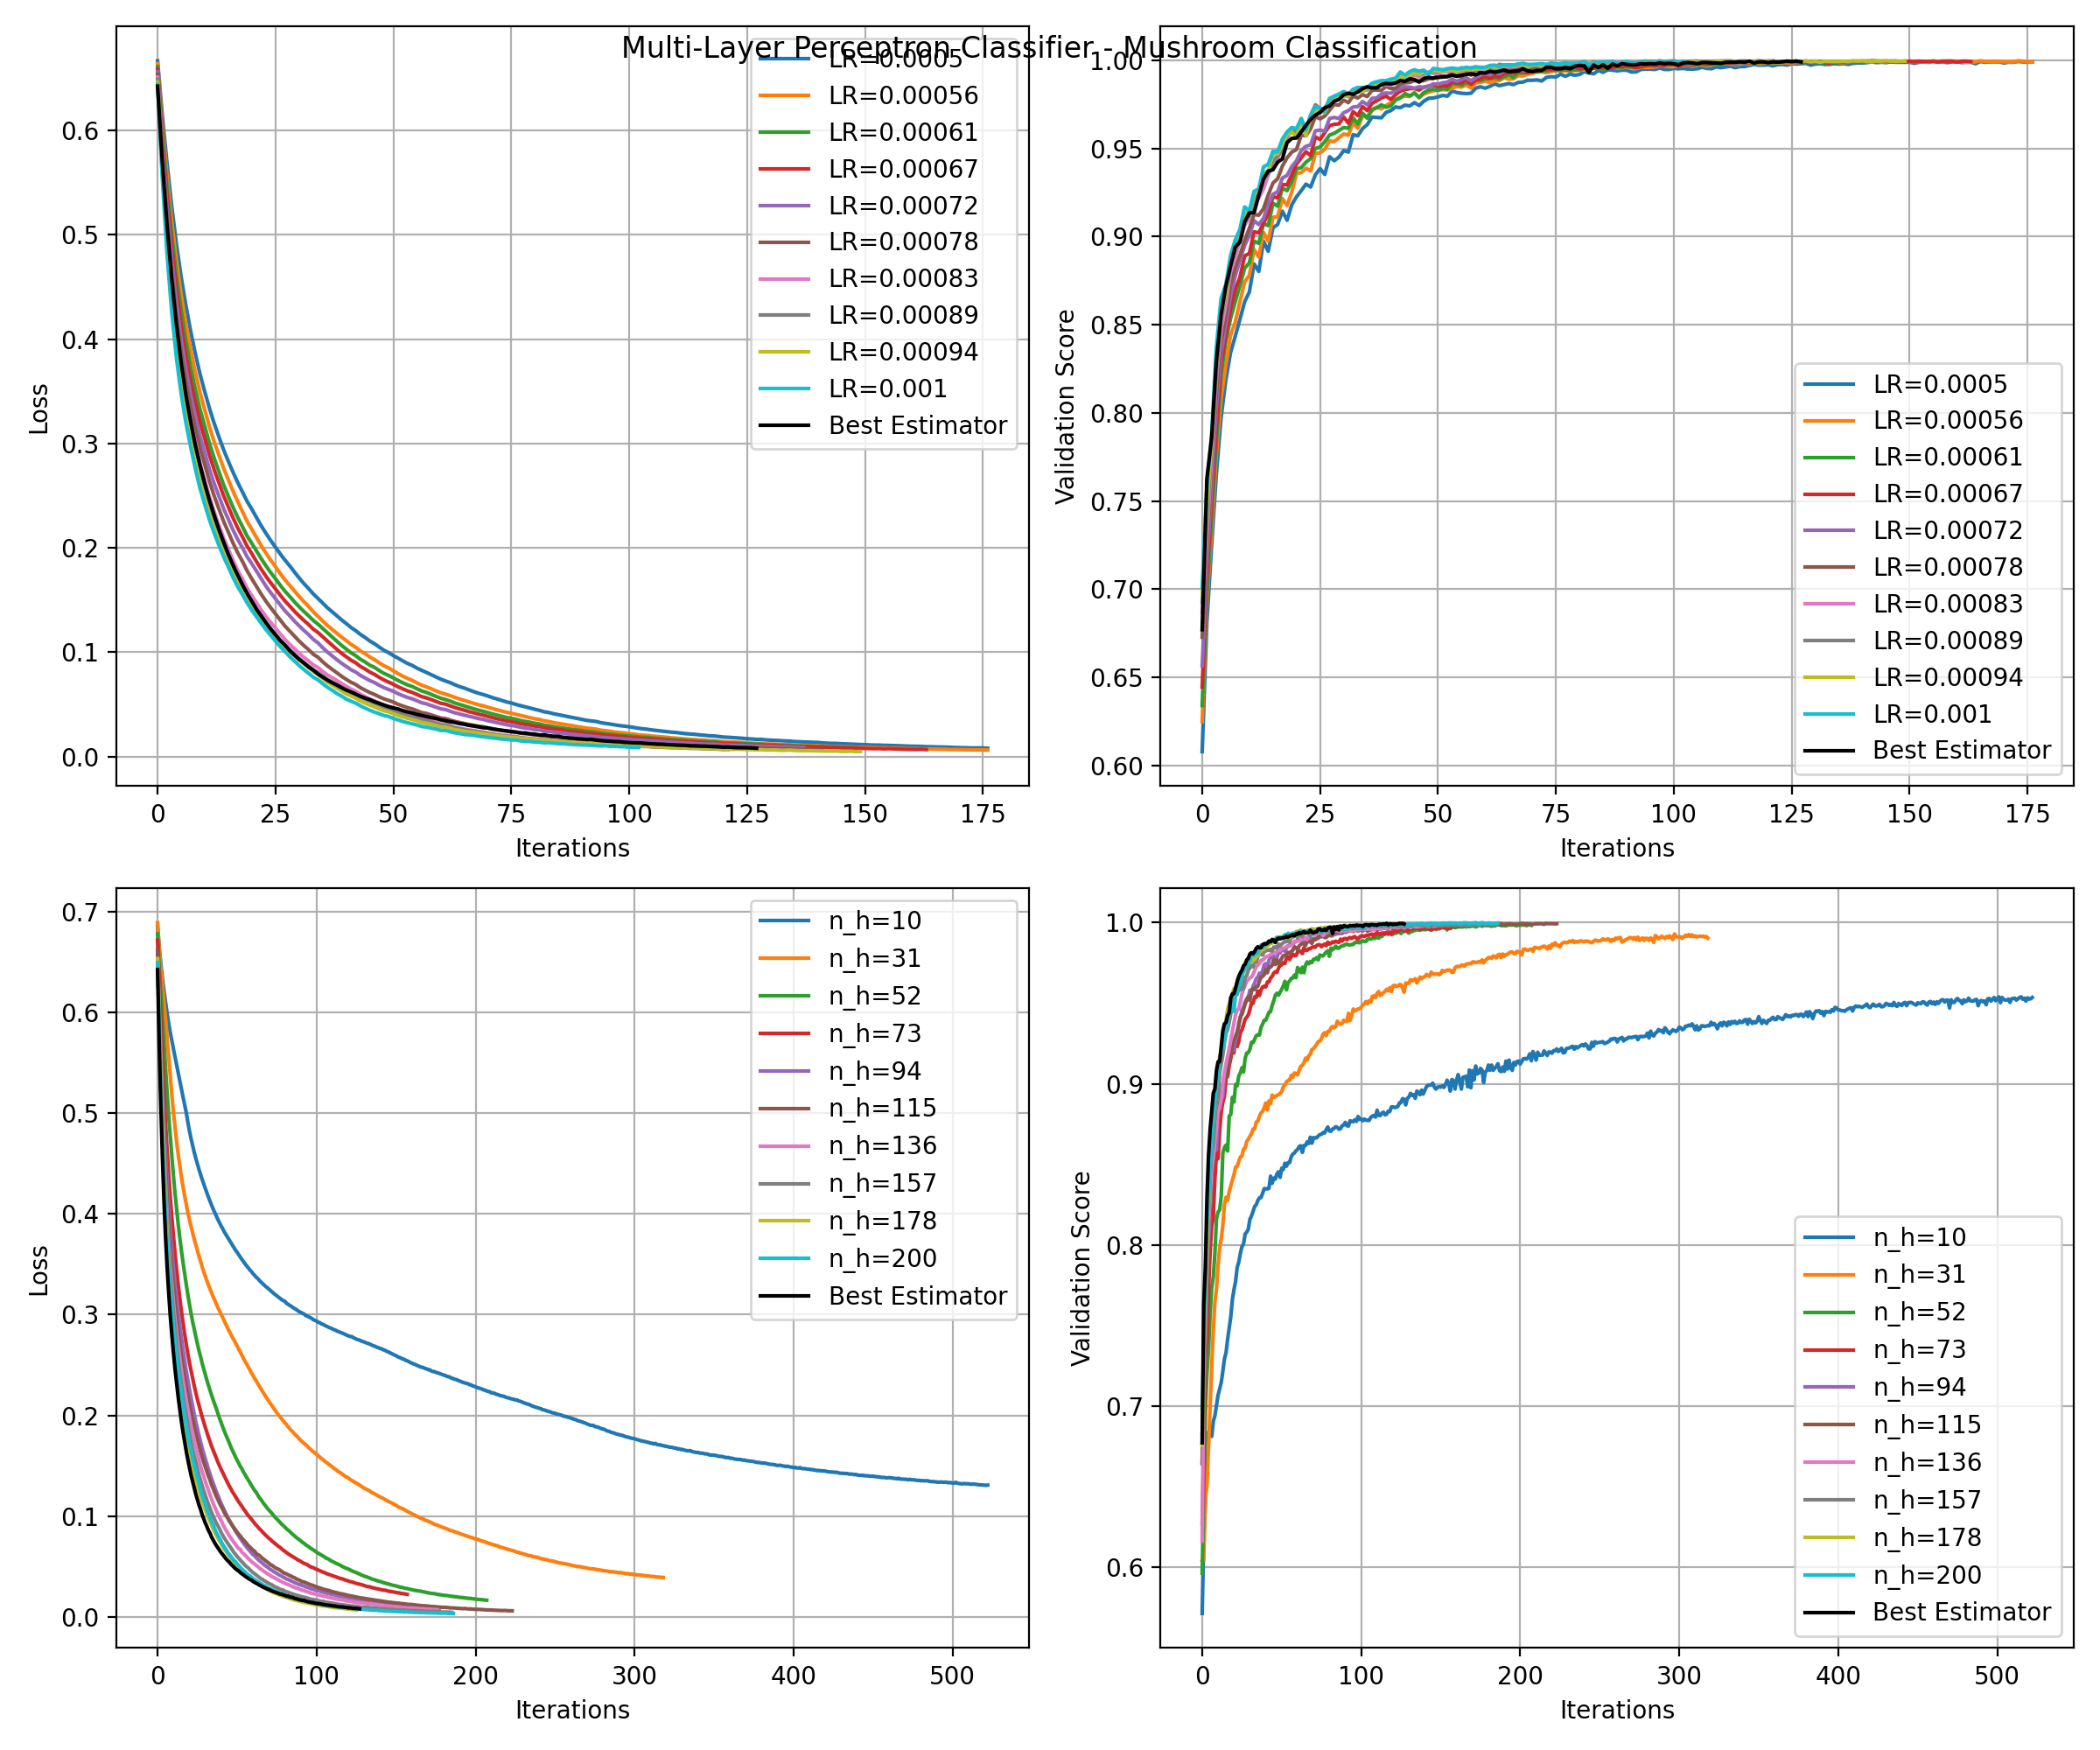 Multi-Layer Perceptron Classifier - Mushroom Classification
Loss
0.6
0.5
0.4
0.3
0.2
0.1
0.0
0 25 50 75 100 125 150 175
Iterations
LR=0.0005
LR=0.00056
LR=0.00061
LR=0.00067
LR=0.00072
LR=0.00078
LR=0.00083
LR=0.00089
LR=0.00094
LR=0.001
Best Estimator
Validation Score
1.00
0.95
0.90
0.85
0.80
0.75
0.70
0.65
0.60
0 25 50 75 100 125 150 175
Iterations
LR=0.0005
LR=0.00056
LR=0.00061
LR=0.00067
LR=0.00072
LR=0.00078
LR=0.00083
LR=0.00089
LR=0.00094
LR=0.001
Best Estimator
Loss
0.7
0.6
0.5
0.4
0.3
0.2
0.1
0.0
0 100 200 300 400 500
Iterations
n_h=10
n_h=31
n_h=52
n_h=73
n_h=94
n_h=115
n_h=136
n_h=157
n_h=178
n_h=200
Best Estimator
Validation Score
1.0
0.9
0.8
0.7
0.6
0 100 200 300 400 500
Iterations
n_h=10
n_h=31
n_h=52
n_h=73
n_h=94
n_h=115
n_h=136
n_h=157
n_h=178
n_h=200
Best Estimator